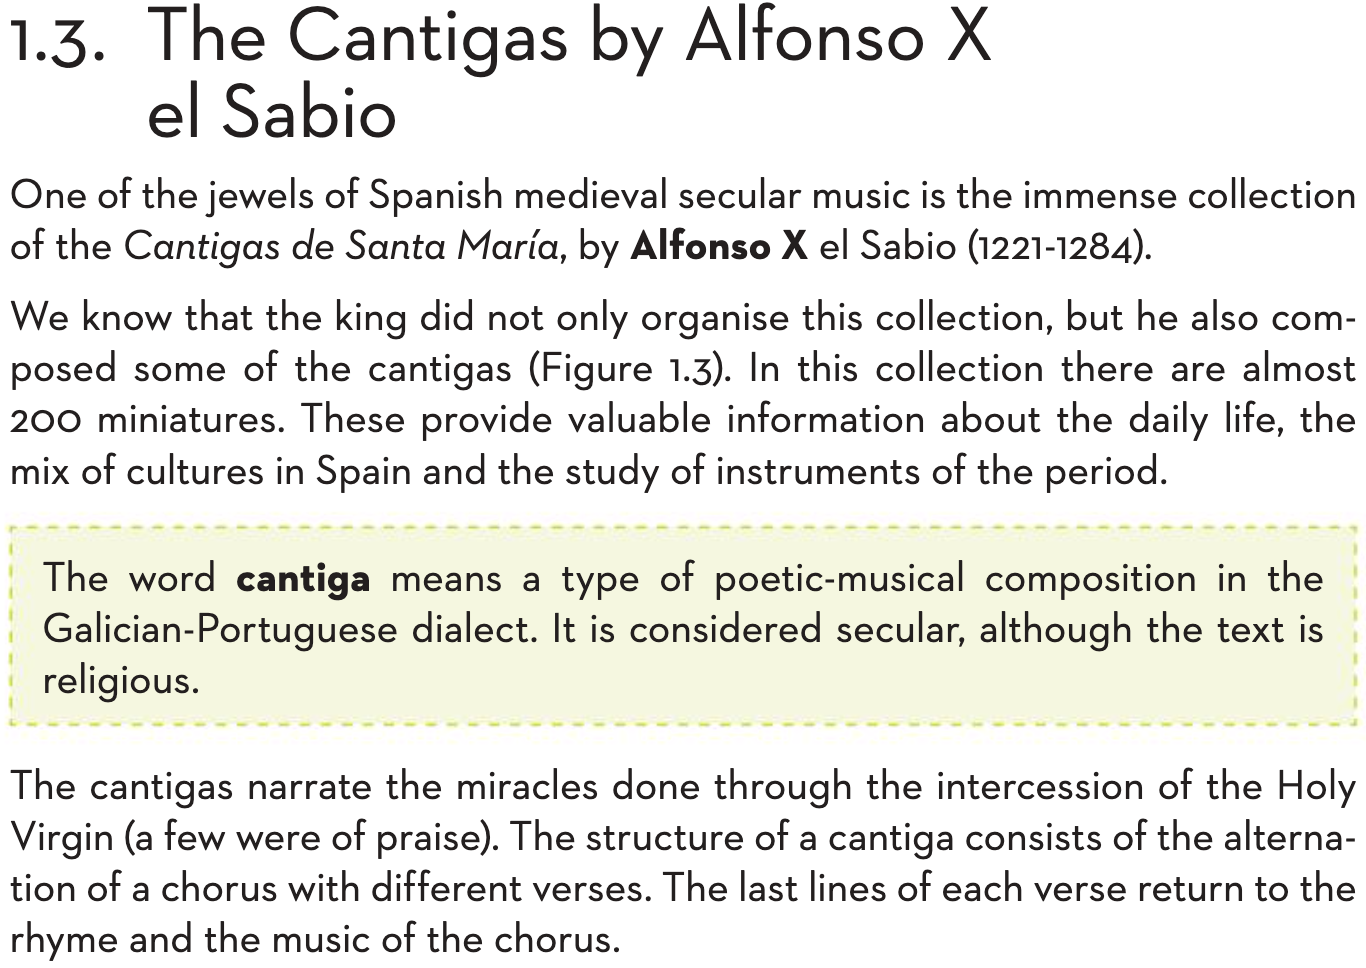 1.3. The Cantigas by Alfonso X
el Sabio
One of the jewels of Spanish medieval secular music is the immense collection
of the Cantigas de Santa María, by Alfonso X el Sabio (1221-1284).
We know that the king did not only organise this collection, but he also com-
posed some of the cantigas (Figure 1.3). In this collection there are almost
200 miniatures. These provide valuable information about the daily life, the
mix of cultures in Spain and the study of instruments of the period.
The word cantiga means a type of poetic-musical composition in the
Galician-Portuguese dialect. It is considered secular, although the text is
religious.
The cantigas narrate the miracles done through the intercession of the Holy
Virgin (a few were of praise). The structure of a cantiga consists of the alterna-
tion of a chorus with different verses. The last lines of each verse return to the
rhyme and the music of the chorus.